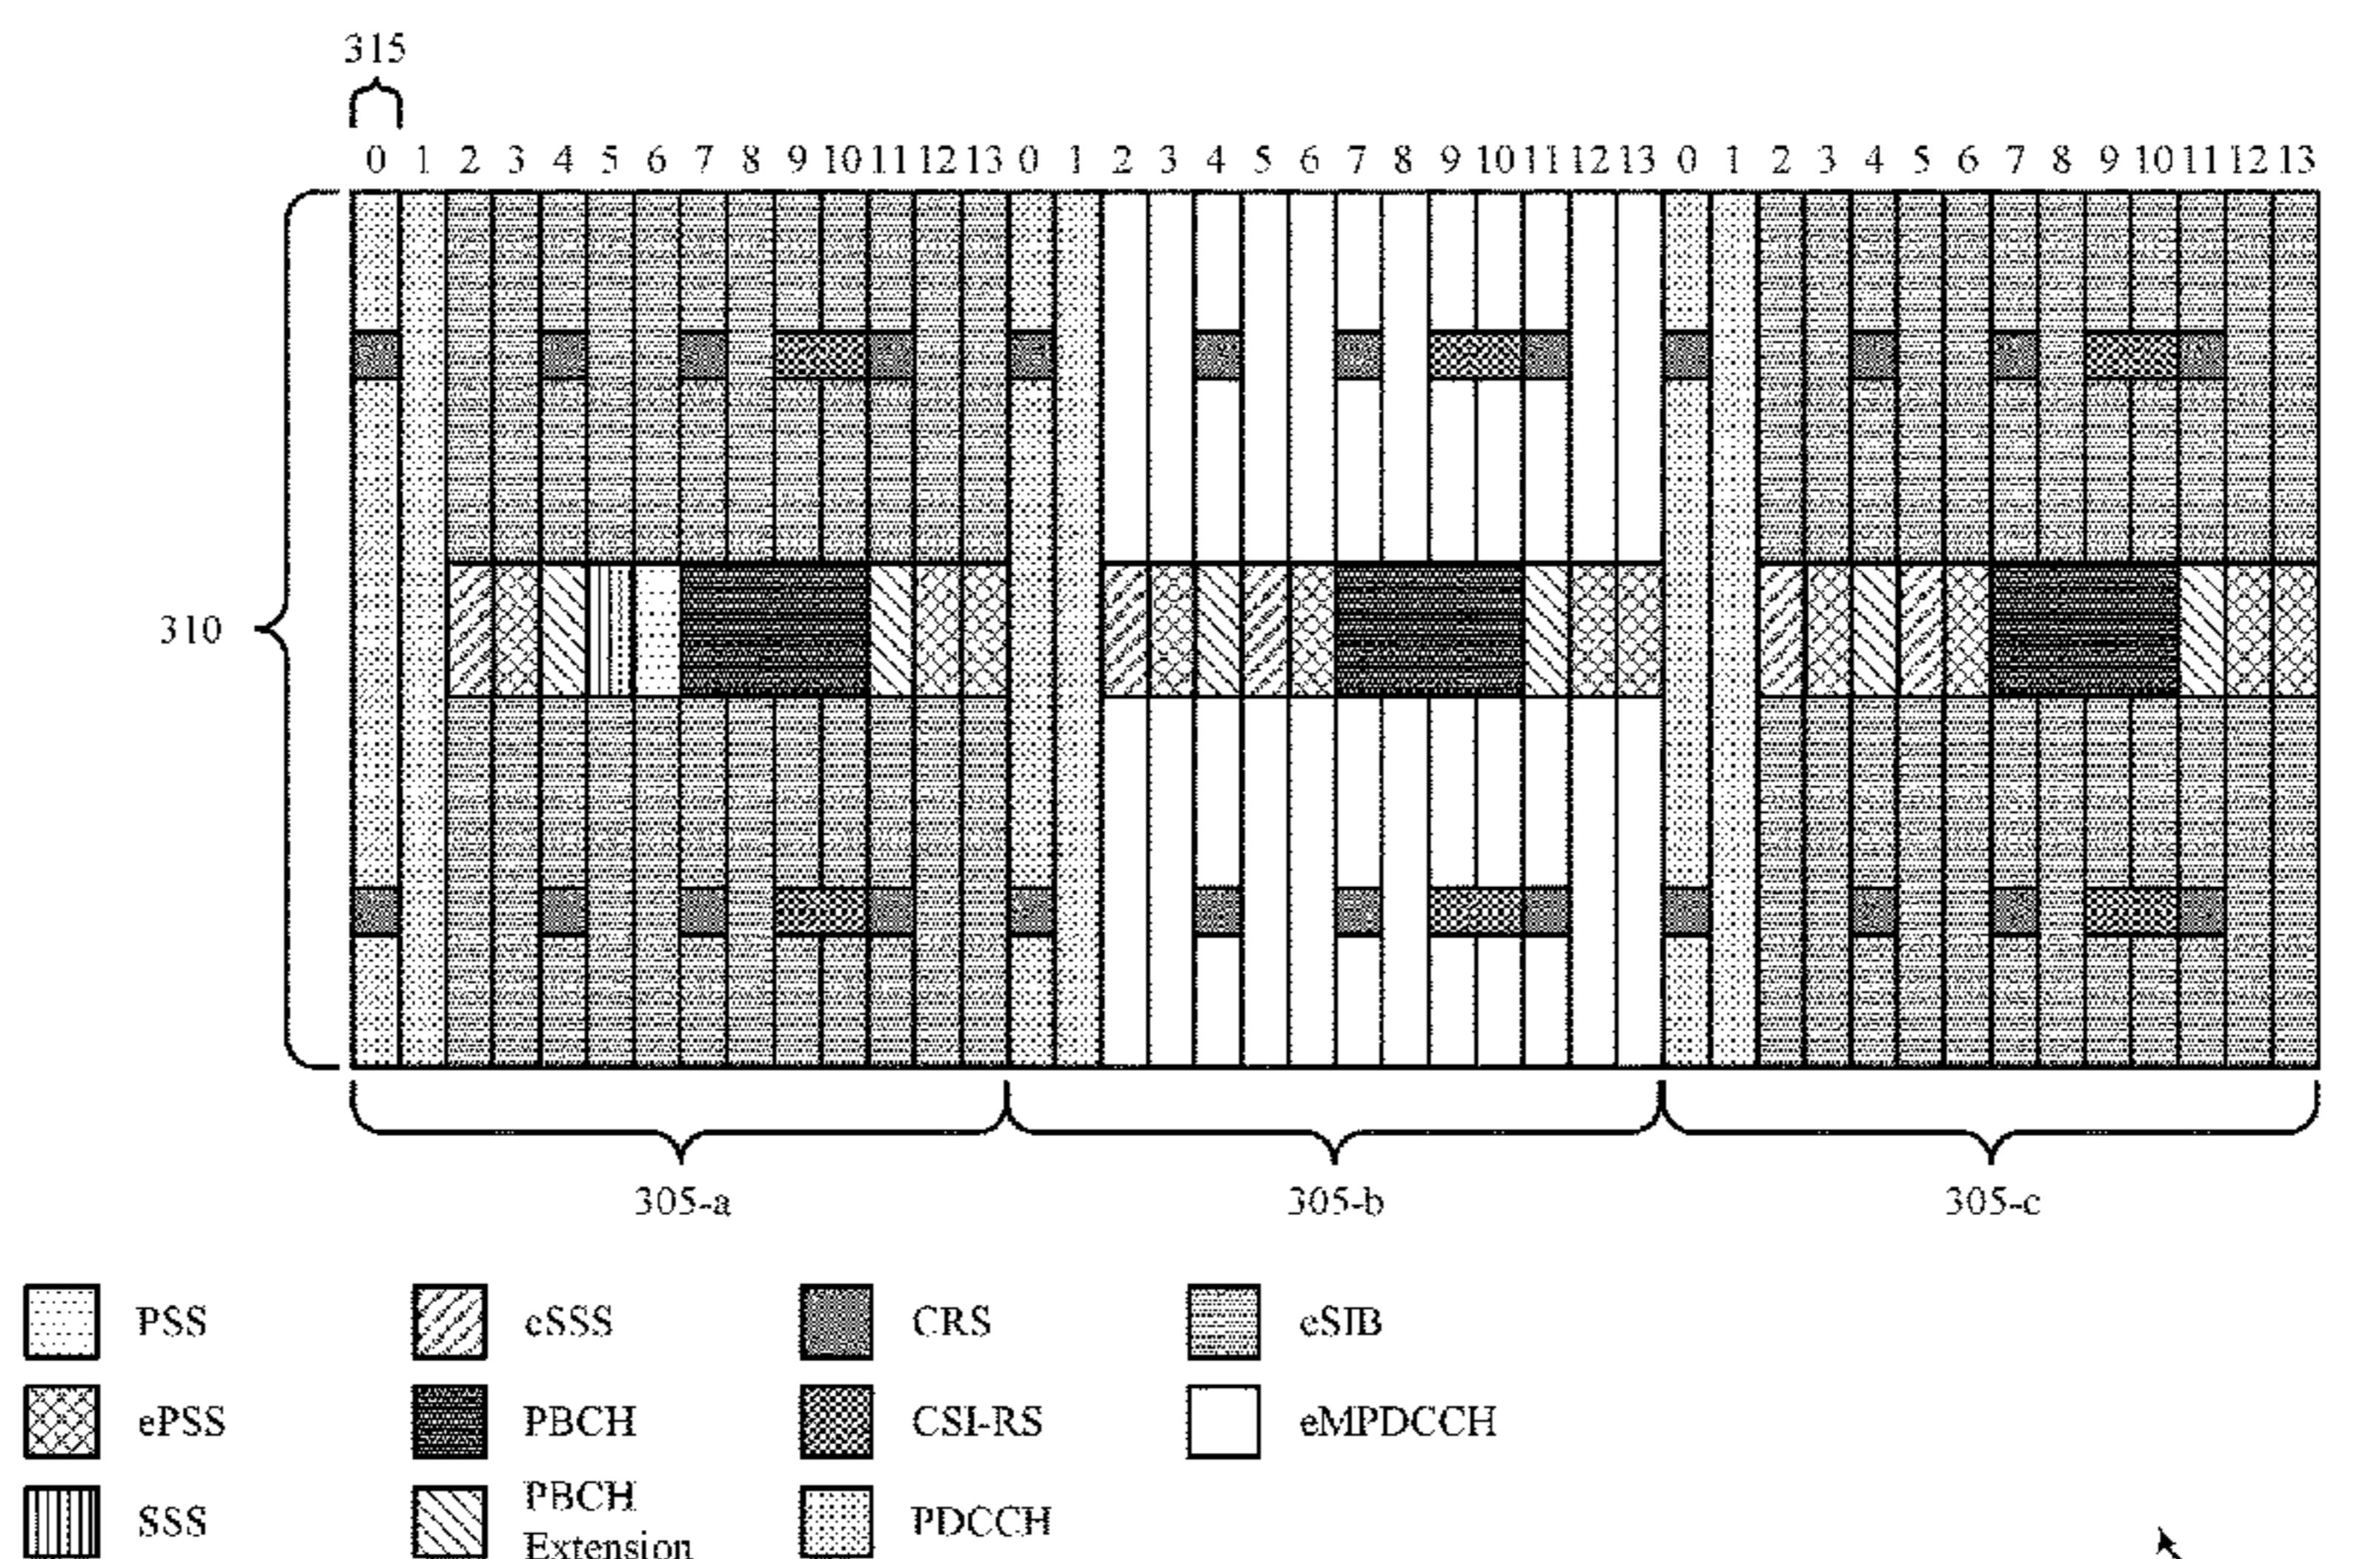 315
0 1 2 3 4 5 6 7 8 9 10 11 12 13 0 1 2 3 4 5 6 7 8 9 10 11 12 13 0 1 2 3 4 5 6 7 8 9 10 11 12 13
310
305-a 305-b 305-c
PSS eSSS CRS eSIB
ePSS PBCH CSI-RS eMPDCCH
SSS PBCH Extension PDCCH